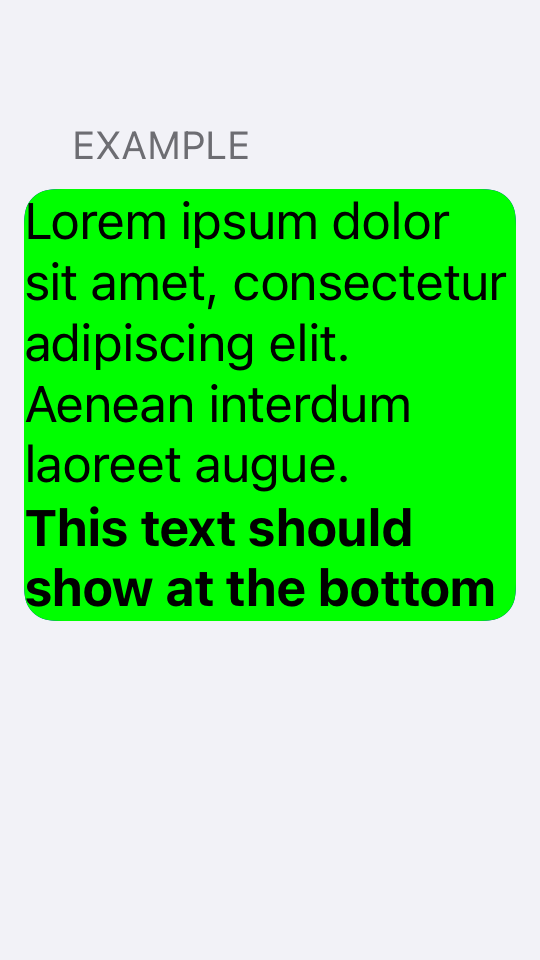 EXAMPLE
Lorem ipsum dolor
sit amet, consectetur
adipiscing elit.
Aenean interdum
laoreet augue.
This text should
show at the bottom